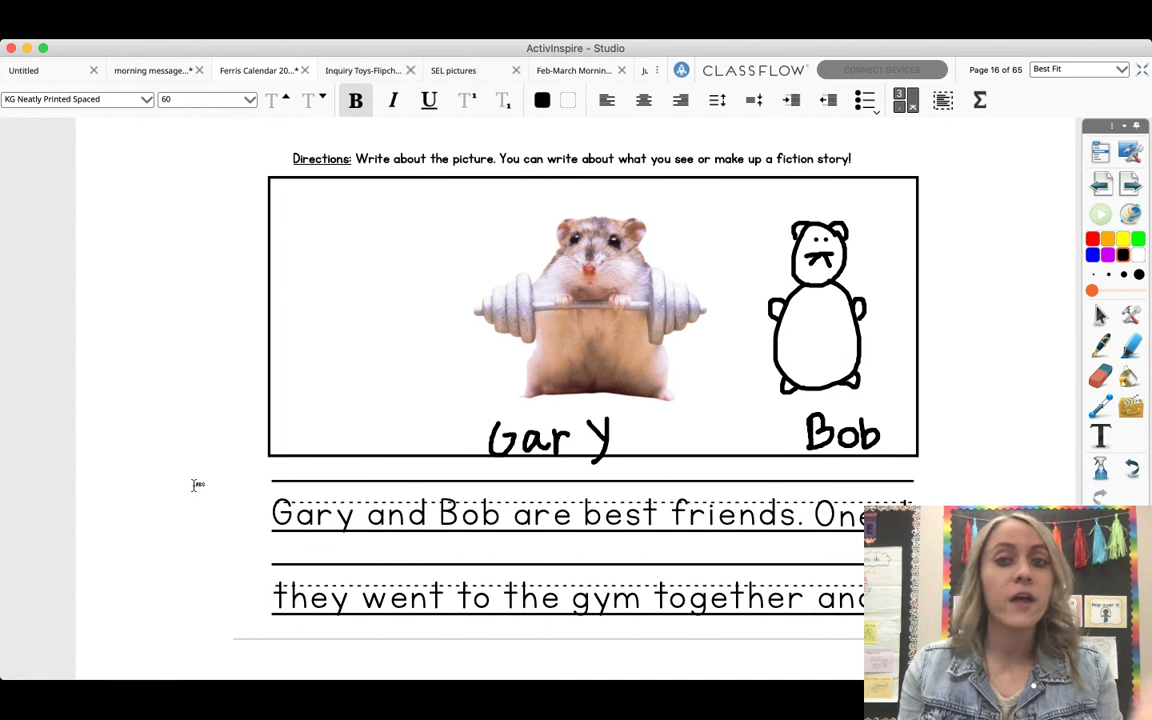 ActivInspire - Studio
Untitled
morning message...*
Ferris Calendar 20...*
Inquiry Toys-Flipch...
SEL pictures
Feb-March Mornin...
CLASSFLOW
CONNECT DEVICES
Page 16 of 65
Best Fit
KG Neatly Printed Spaced
60
B I U
Directions: Write about the picture. You can write about what you see or make up a fiction story!
Gary
Bob
Gary and Bob are best friends. One
they went to the gym together and